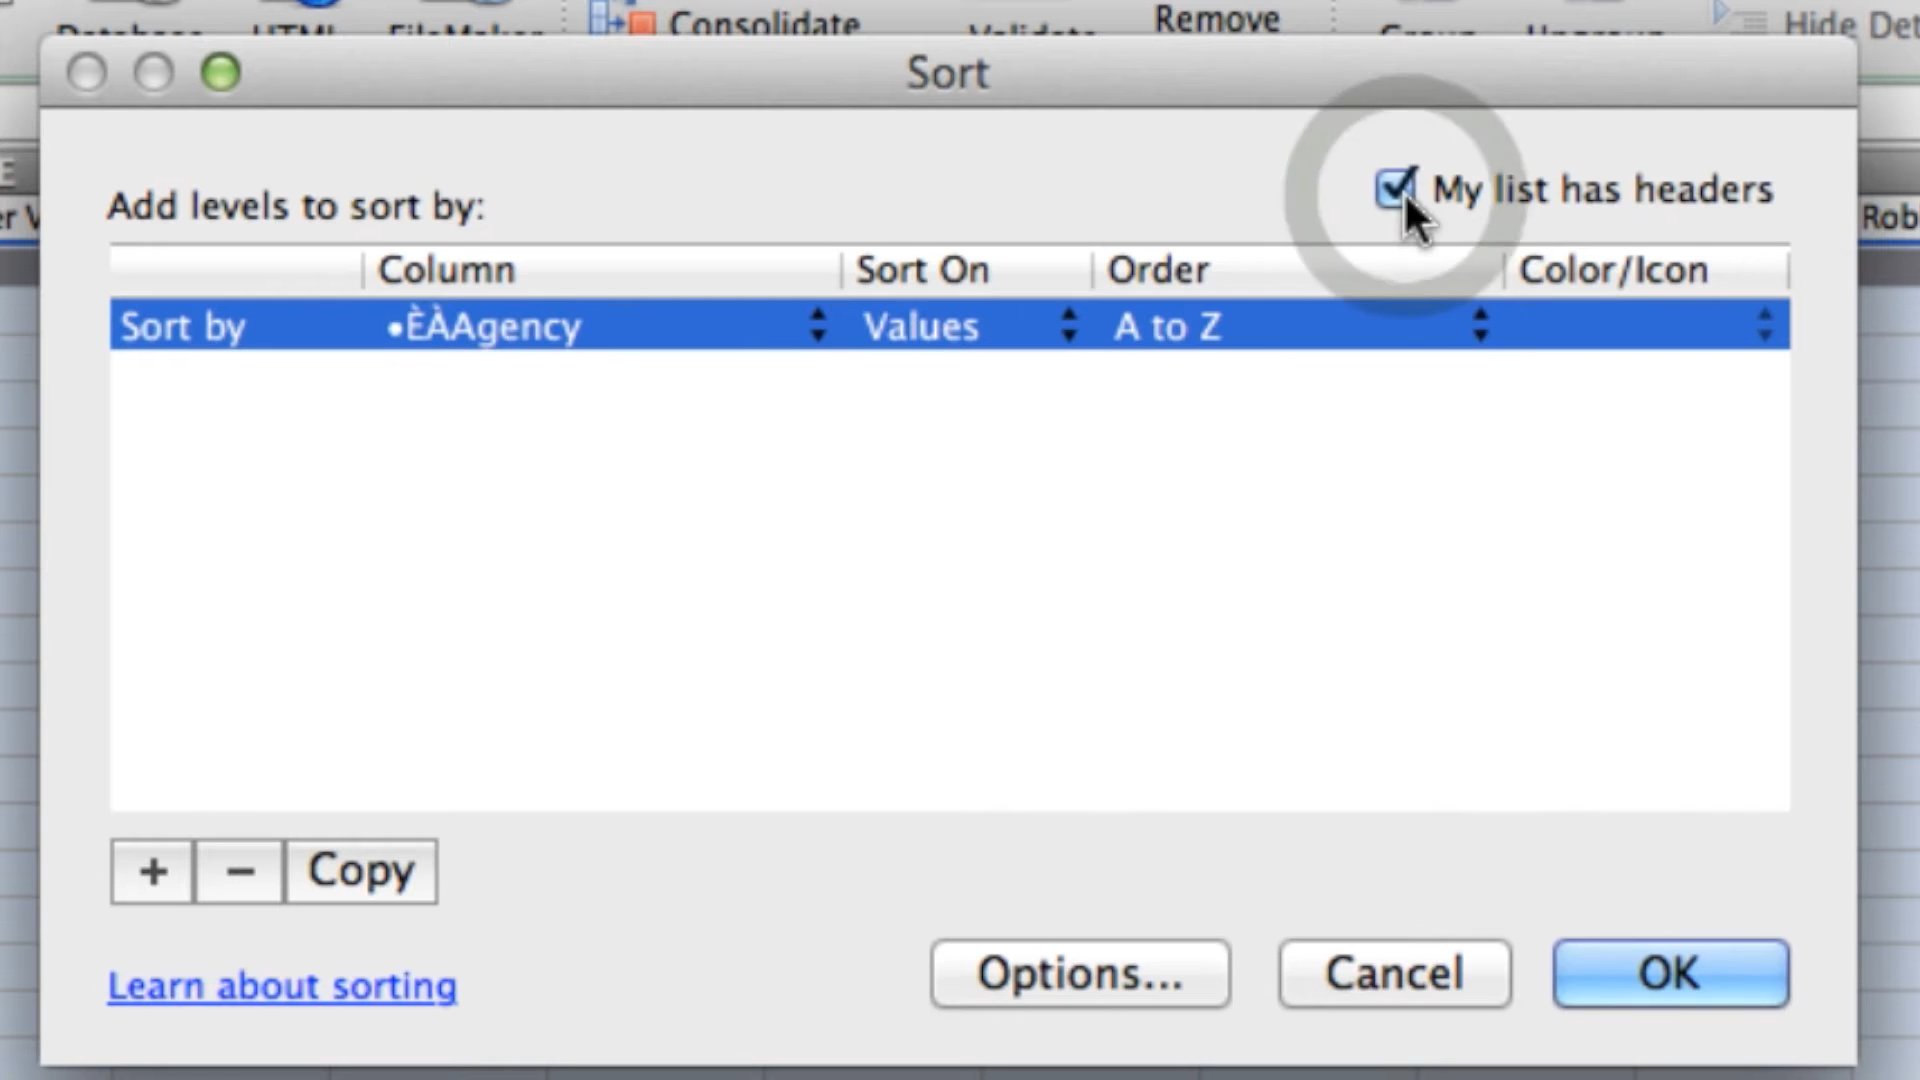 Consolidate
Remove
Hide Det
Sort
E
er V
My list has headers
Rob
Add levels to sort by:
Column Sort On Order Color/Icon
Sort by •ÈÀAgency Values A to Z
+ − Copy
Learn about sorting
Options... Cancel OK